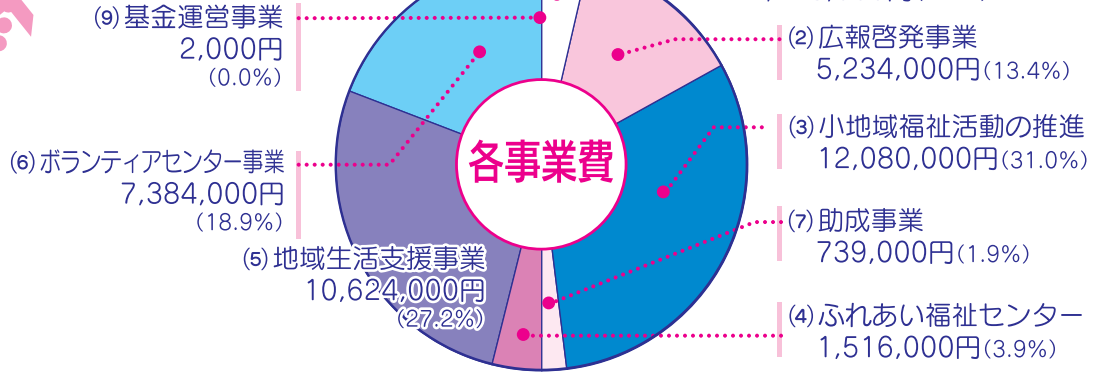 (9)基金運営事業
2,000円
(0.0%)
(2)広報啓発事業
5,234,000円(13.4%)
(3)小地域福祉活動の推進
12,080,000円(31.0%)
(6)ボランティアセンター事業
7,384,000円
(18.9%)
各事業費
(7)助成事業
739,000円(1.9%)
(5)地域生活支援事業
10,624,000円
(27.2%)
(4)ふれあい福祉センター
1,516,000円(3.9%)